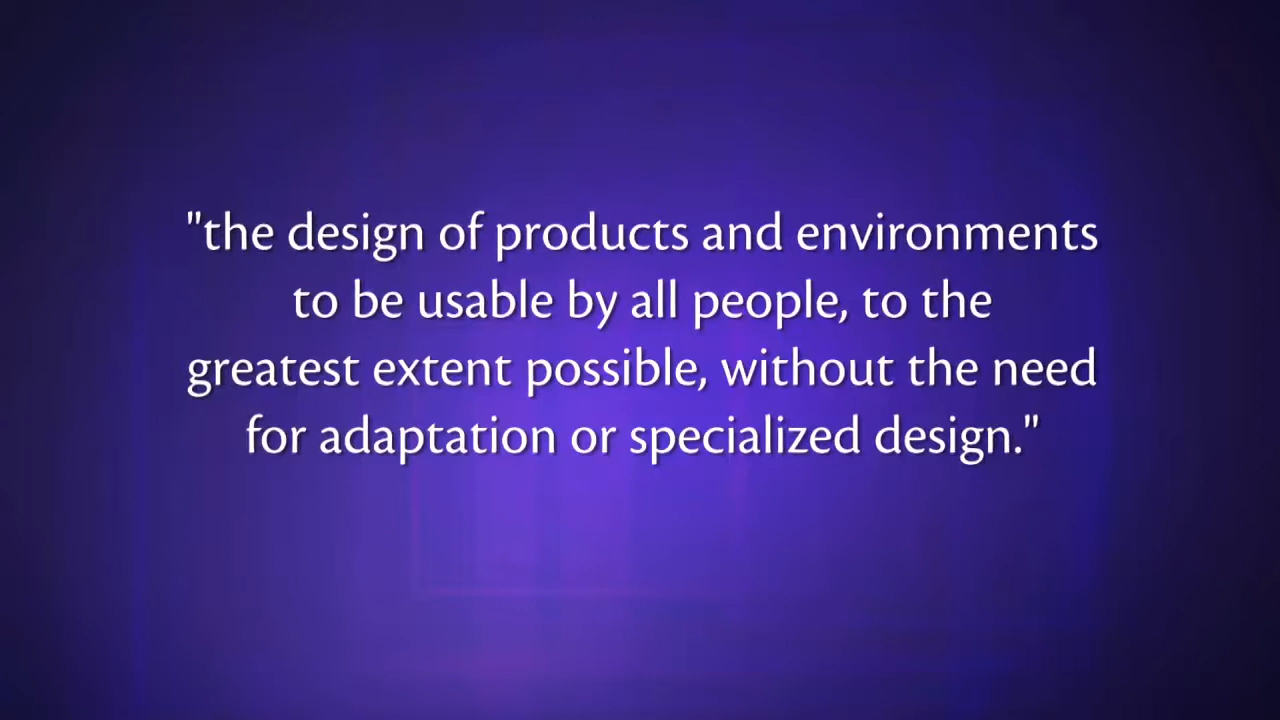 "the design of products and environments
to be usable by all people, to the
greatest extent possible, without the need
for adaptation or specialized design."